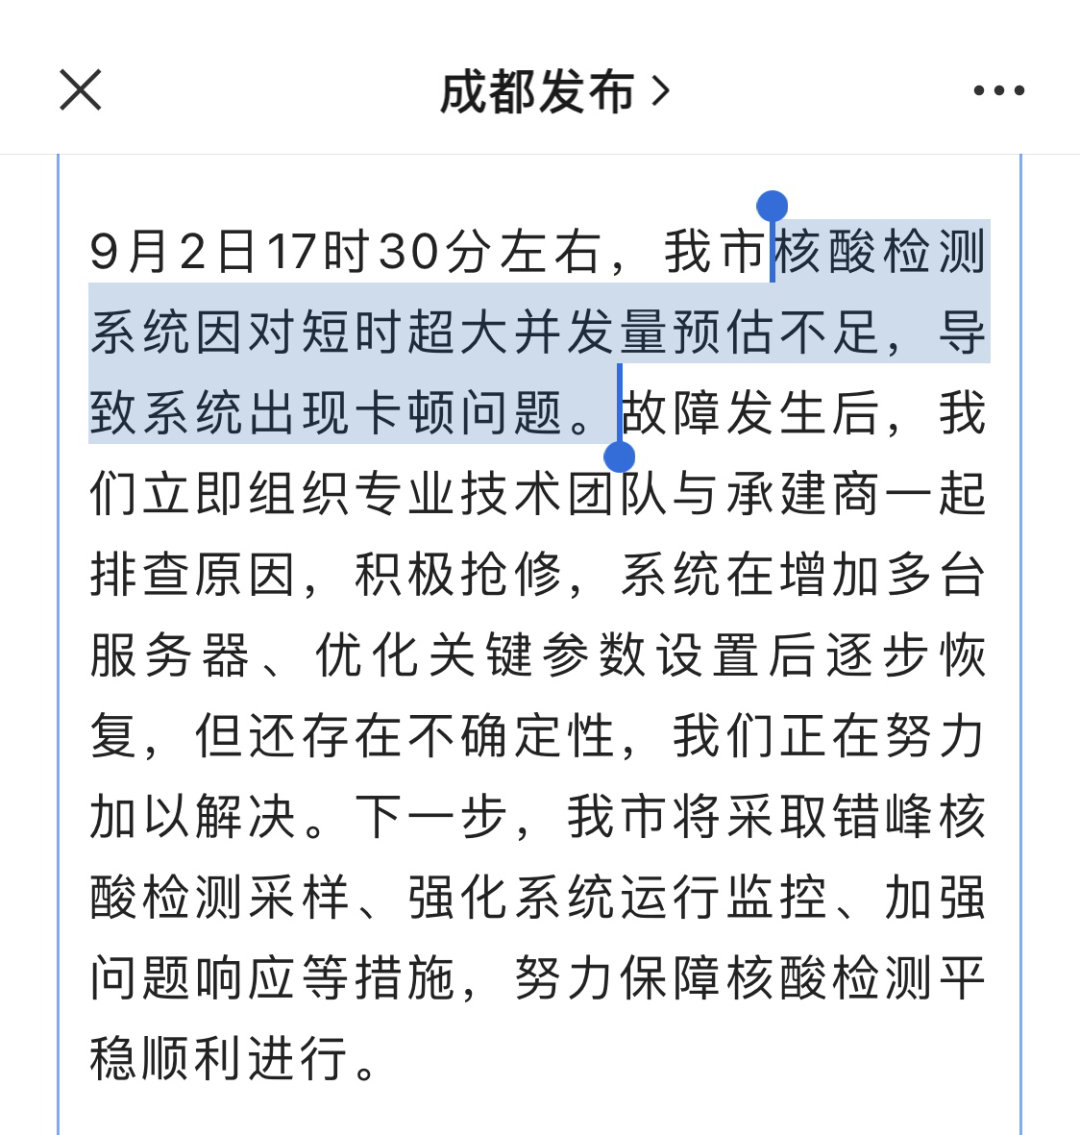 成都发布
9月2日17时30分左右，我市核酸检测
系统因对短时超大并发量预估不足，导
致系统出现卡顿问题。故障发生后，我
们立即组织专业技术团队与承建商一起
排查原因，积极抢修，系统在增加多台
服务器、优化关键参数设置后逐步恢
复，但还存在不确定性，我们正在努力
加以解决。下一步，我市将采取错峰核
酸检测采样、强化系统运行监控、加强
问题响应等措施，努力保障核酸检测平
稳顺利进行。